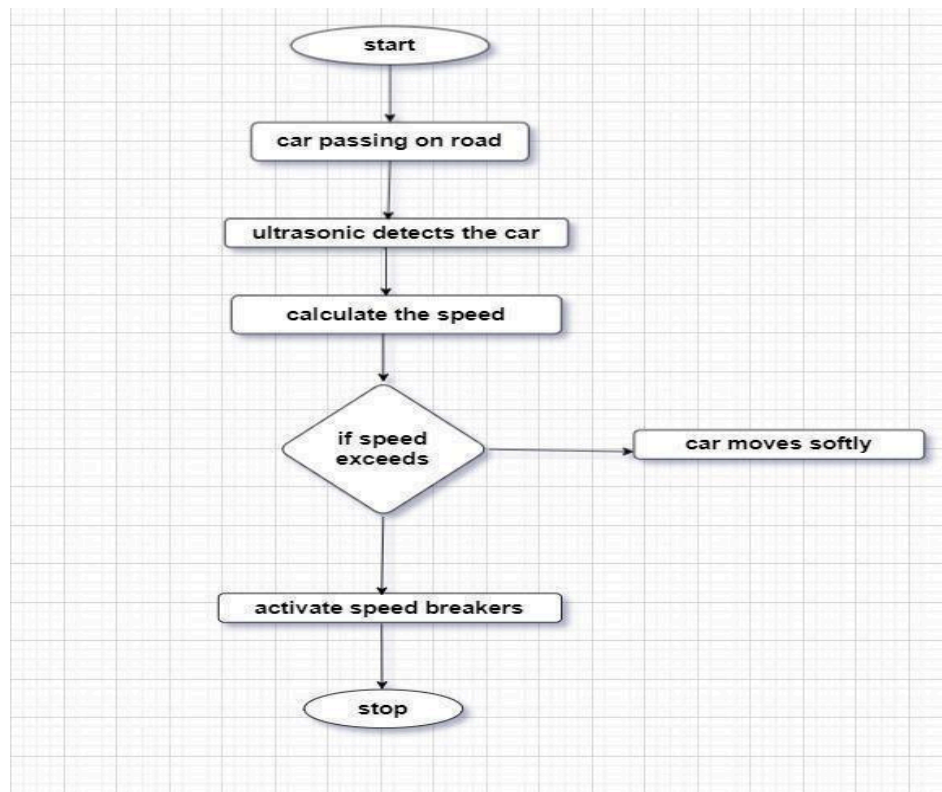 start
car passing on road
ultrasonic detects the car
calculate the speed
if speed
exceeds
car moves softly
activate speed breakers
stop